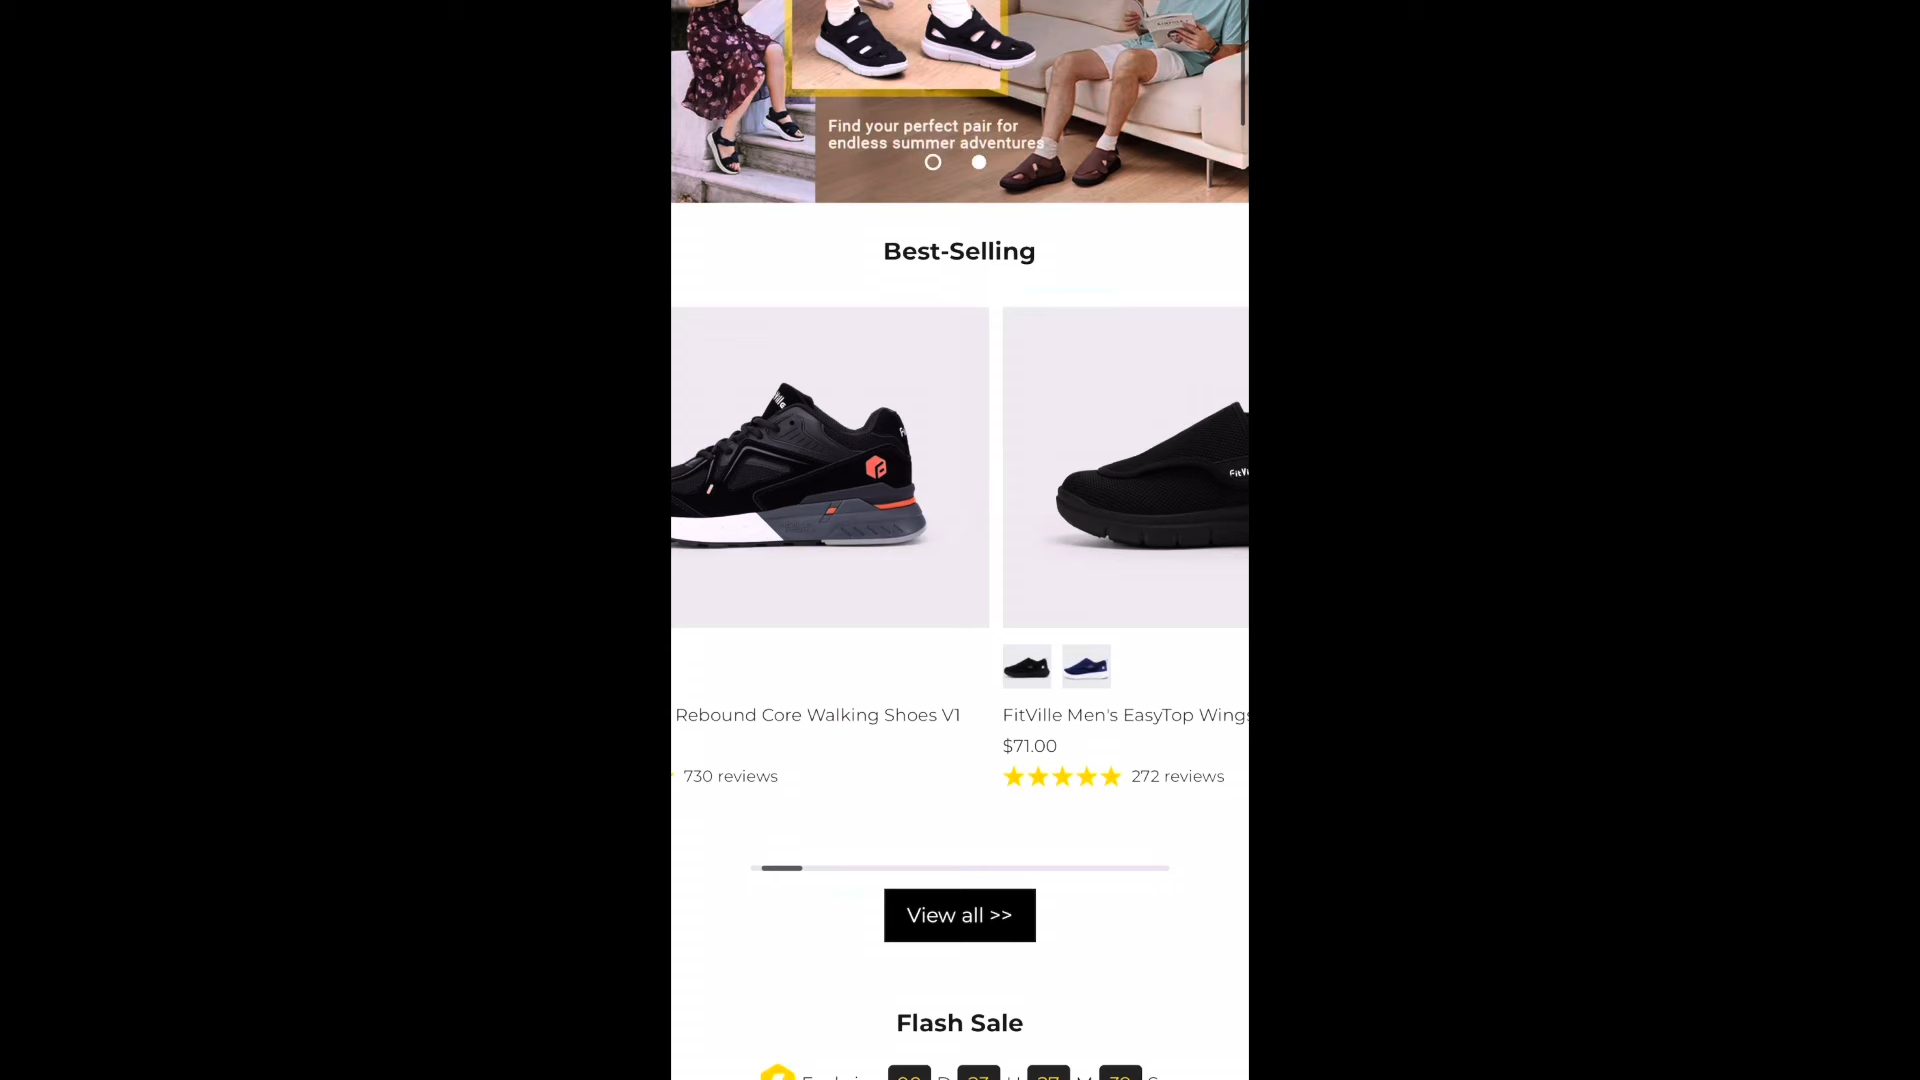 Find your perfect pair for
endless summer adventures
Best-Selling
Rebound Core Walking Shoes V1
730 reviews
FitVille Men's EasyTop Wings
$71.00
272 reviews
View all >>
Flash Sale